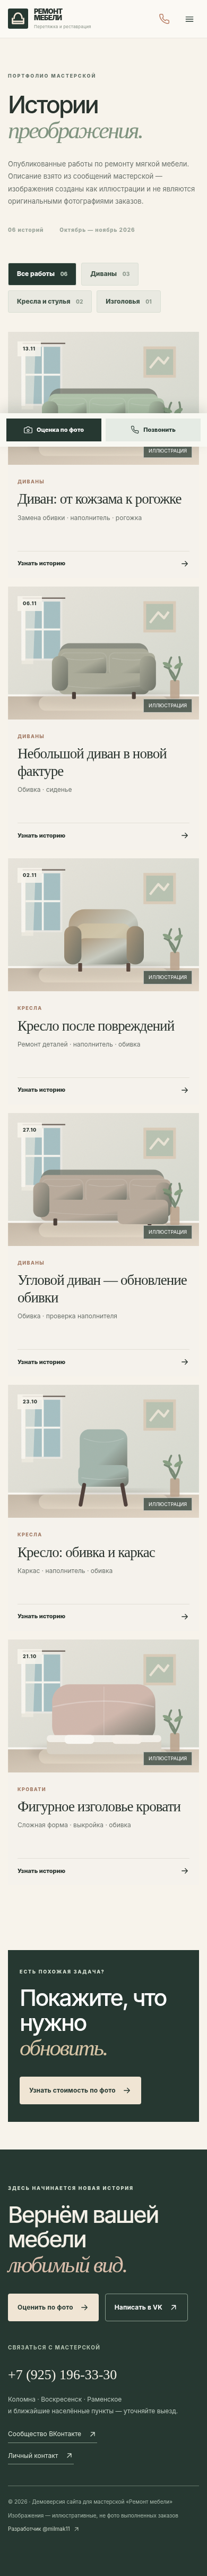 РЕМОНТ
МЕБЕЛИ
Перетяжка и реставрация
ПОРТФОЛИО МАСТЕРСКОЙ
Истории
преображения.
Опубликованные работы по ремонту мягкой мебели.
Описание взято из сообщений мастерской —
изображения созданы как иллюстрации и не являются
оригинальными фотографиями заказов.
06 историй Октябрь — ноябрь 2026
Все работы 06 Диваны 03
Кресла и стулья 02 Изголовья 01
13.11
Оценка по фото Позвонить
ИЛЛЮСТРАЦИЯ
ДИВАНЫ
Диван: от кожзама к рогожке
Замена обивки · наполнитель · рогожка
Узнать историю
06.11
ИЛЛЮСТРАЦИЯ
ДИВАНЫ
Небольшой диван в новой
фактуре
Обивка · сиденье
Узнать историю
02.11
ИЛЛЮСТРАЦИЯ
КРЕСЛА
Кресло после повреждений
Ремонт деталей · наполнитель · обивка
Узнать историю
27.10
ИЛЛЮСТРАЦИЯ
ДИВАНЫ
Угловой диван — обновление
обивки
Обивка · проверка наполнителя
Узнать историю
23.10
ИЛЛЮСТРАЦИЯ
КРЕСЛА
Кресло: обивка и каркас
Каркас · наполнитель · обивка
Узнать историю
21.10
ИЛЛЮСТРАЦИЯ
КРОВАТИ
Фигурное изголовье кровати
Сложная форма · выкройка · обивка
Узнать историю
ЕСТЬ ПОХОЖАЯ ЗАДАЧА?
Покажите, что
нужно
обновить.
Узнать стоимость по фото
ЗДЕСЬ НАЧИНАЕТСЯ НОВАЯ ИСТОРИЯ
Вернём вашей
мебели
любимый вид.
Оценить по фото Написать в VK
СВЯЗАТЬСЯ С МАСТЕРСКОЙ
+7 (925) 196-33-30
Коломна · Воскресенск · Раменское
и ближайшие населённые пункты — уточняйте выезд.
Сообщество ВКонтакте
Личный контакт
© 2026 · Демоверсия сайта для мастерской «Ремонт мебели»
Изображения — иллюстративные, не фото выполненных заказов
Разработчик @milmak11